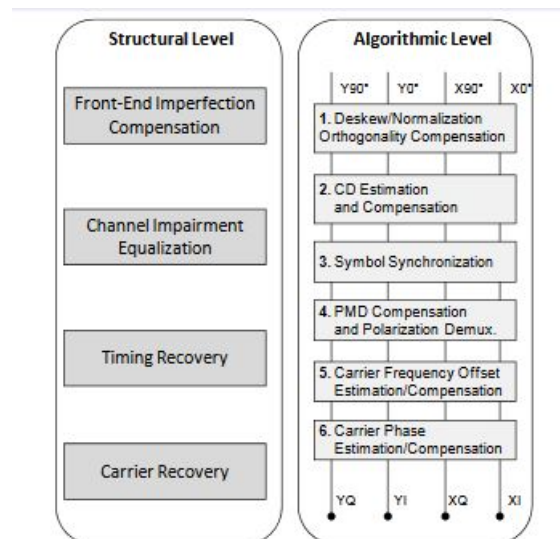 Structural Level
Front-End Imperfection
Compensation
Channel Impairment
Equalization
Timing Recovery
Carrier Recovery
Algorithmic Level
Y90° Y0° X90° X0°
1. Deskew/Normalization
Orthogonality Compensation
2. CD Estimation
and Compensation
3. Symbol Synchronization
4. PMD Compensation
and Polarization Demux.
5. Carrier Frequency Offset
Estimation/Compensation
6. Carrier Phase
Estimation/Compensation
YQ YI XQ XI